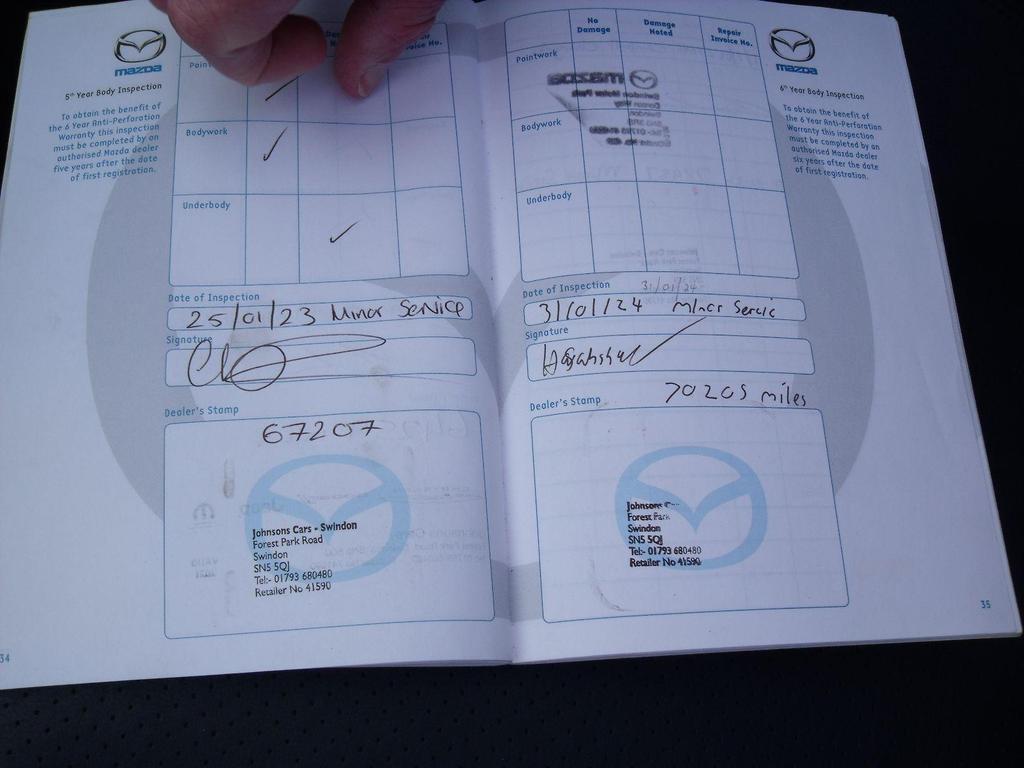 mazda
5th Year Body Inspection
To obtain the benefit of
the 6 Year Anti-Perforation
Warranty this inspection
must be completed by an
authorised Mazda dealer
five years after the date
of first registration.
Bodywork
Underbody
Date of Inspection
25/01/23 Minor Service
Signature
Dealer's Stamp
67207
Johnsons Cars - Swindon
Forest Park Road
Swindon
SN5 5QJ
Tel:- 01793 680480
Retailer No 41590
34
No Damage
Damage Noted
Repair Invoice No.
mazda
6th Year Body Inspection
To obtain the benefit of
the 6 Year Anti-Perforation
Warranty this inspection
must be completed by an
authorised Mazda dealer
six years after the date
of first registration.
Paintwork
Bodywork
Underbody
Date of Inspection
31/01/24
31/01/24 Minor Servic
Signature
70205 miles
Dealer's Stamp
Johnsons
Forest Park
Swindon
SN5 5QJ
Tel:- 01793 680480
Retailer No 41590
35